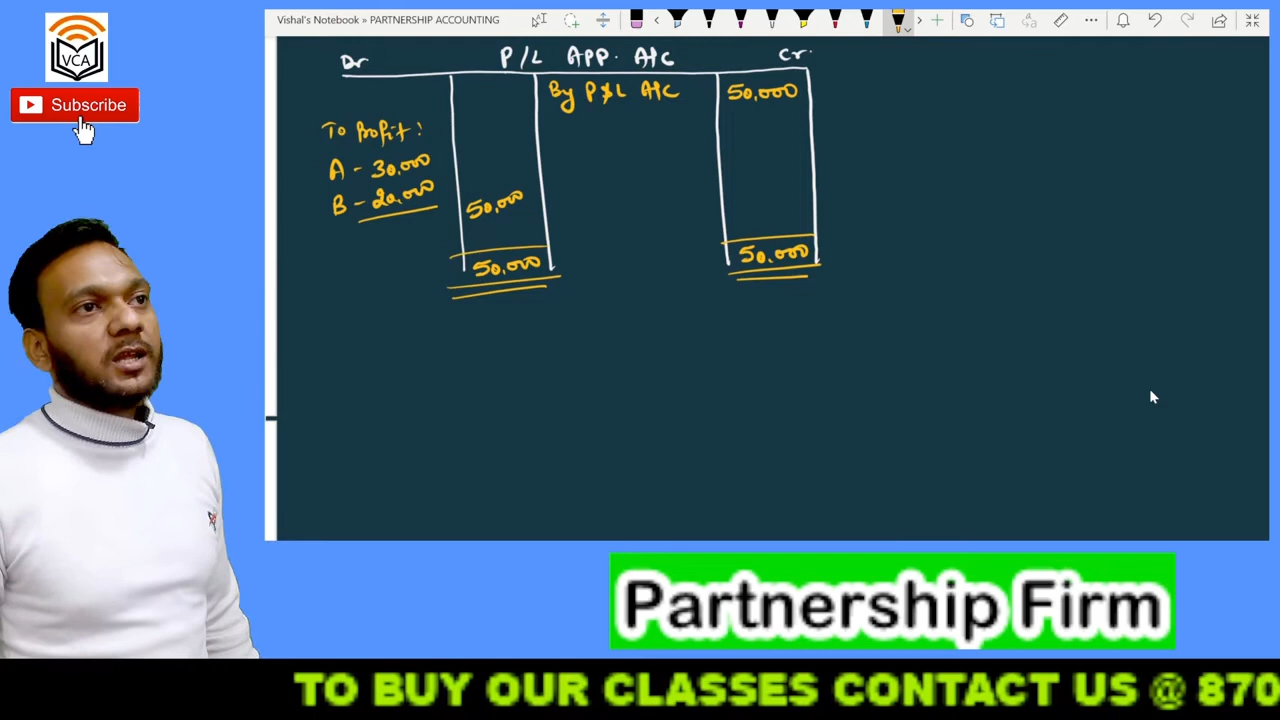 Vishal's Notebook » PARTNERSHIP ACCOUNTING
VCA
Subscribe
Dr P/L APP. A/C Cr.
By P&L A/C 50,000
To Profit:
A - 30,000
B - 20,000 50,000
50,000 50,000
Partnership Firm
TO BUY OUR CLASSES CONTACT US @ 870